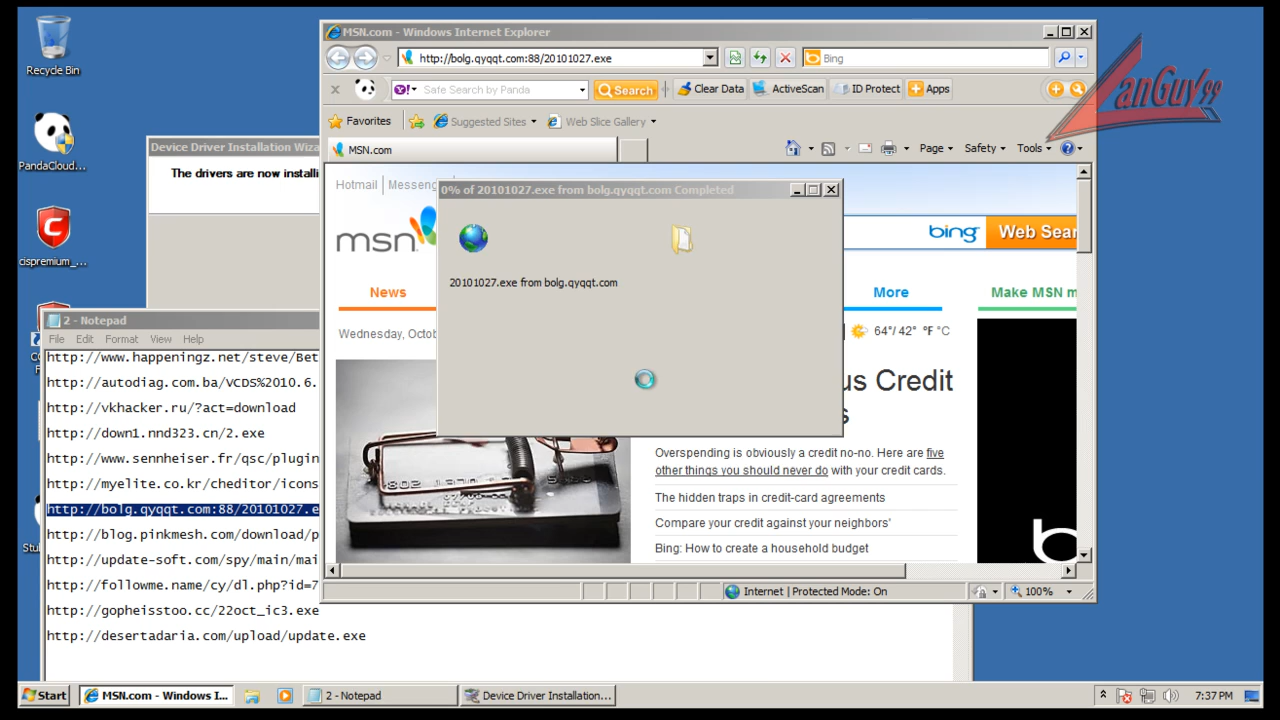 Recycle Bin
PandaCloud...
cispremium_...
Device Driver Installation Wiza
The drivers are now installi
MSN.com - Windows Internet Explorer
http://bolg.qyqqt.com:88/20101027.exe
Bing
Safe Search by Panda
Search
Clear Data
ActiveScan
ID Protect
Apps
Favorites
Suggested Sites
Web Slice Gallery
MSN.com
Page
Safety
Tools
Hotmail
Messeng
msn
bing
Web Sear
News
More
Make MSN m
Wednesday, Octob
64°/ 42° °F °C
us Credit
s
Overspending is obviously a credit no-no. Here are five
other things you should never do with your credit cards.
The hidden traps in credit-card agreements
Compare your credit against your neighbors'
Bing: How to create a household budget
b
0% of 20101027.exe from bolg.qyqqt.com Completed
20101027.exe from bolg.qyqqt.com
Internet | Protected Mode: On
100%
2 - Notepad
File Edit Format View Help
http://www.happeningz.net/steve/Bet
http://autodiag.com.ba/VCDS%2010.6.
http://vkhacker.ru/?act=download
http://down1.nnd323.cn/2.exe
http://www.sennheiser.fr/qsc/plugin
http://myelite.co.kr/cheditor/icons
http://bolg.qyqqt.com:88/20101027.e
http://blog.pinkmesh.com/download/p
http://update-soft.com/spy/main/mai
http://followme.name/cy/dl.php?id=7
http://gopheisstoo.cc/22oct_ic3.exe
http://desertadaria.com/upload/update.exe
Start
MSN.com - Windows I...
2 - Notepad
Device Driver Installation...
7:37 PM